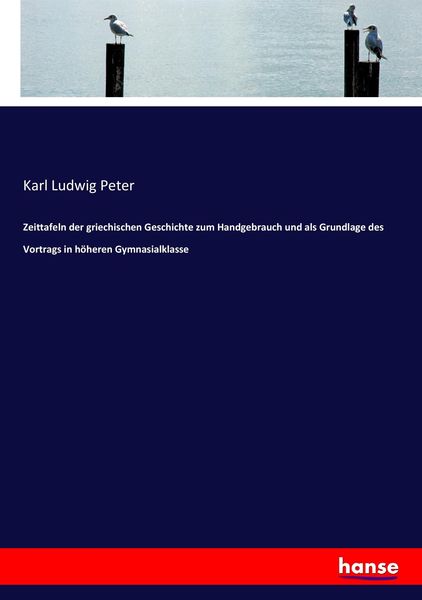 Karl Ludwig Peter
Zeittafeln der griechischen Geschichte zum Handgebrauch und als Grundlage des
Vortrags in höheren Gymnasialklasse
hanse